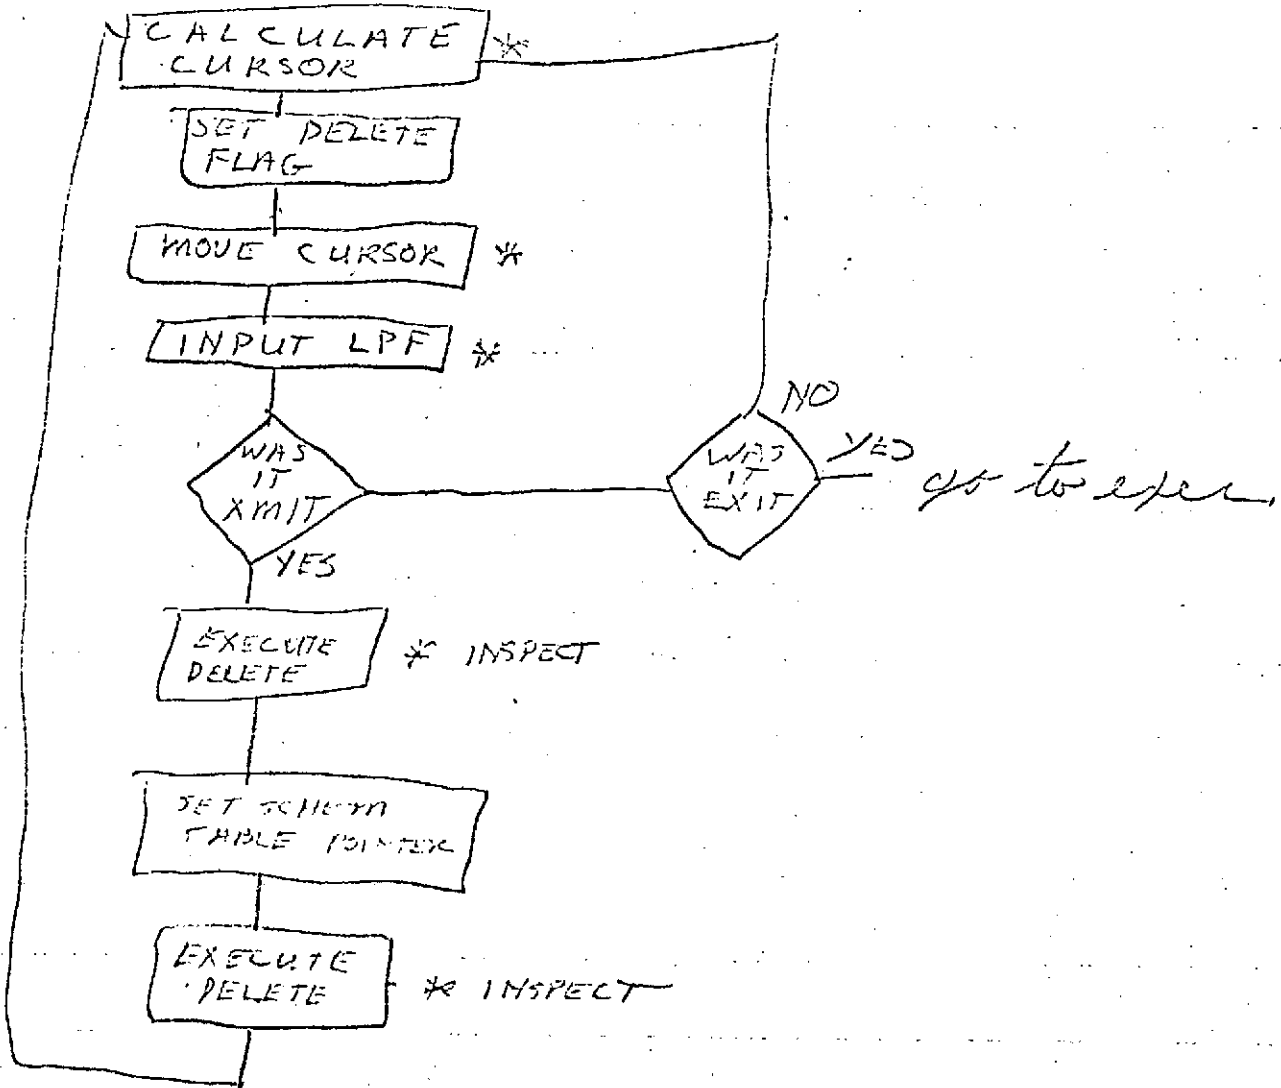 CALCULATE
CURSOR *
SET DELETE
FLAG
MOVE CURSOR *
INPUT LPF *
WAS
IT
XMIT
YES
NO
WAS
IT
EXIT
YES
go to exec.
EXECUTE
DELETE
* INSPECT
SET SCHEMA
TABLE POINTER
EXECUTE
DELETE
* INSPECT